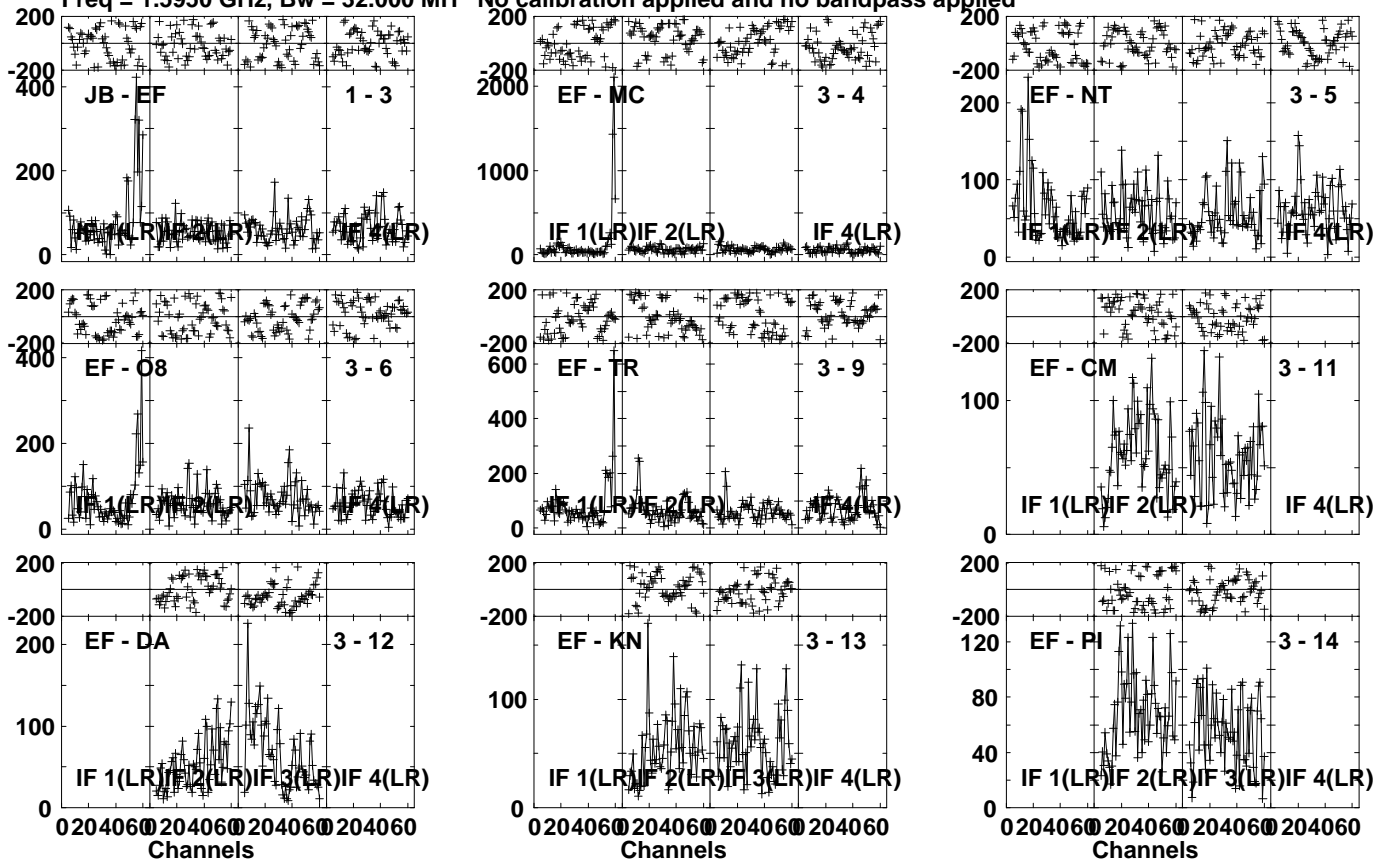 Freq = 1.5950 GHz, Bw = 32.000 MH No calibration applied and no bandpass applied
200
-200
400
200
0
JB - EF
1 - 3
IF 1(LR)
IF 2(LR)
IF 4(LR)
200
-200
2000
1000
0
EF - MC
3 - 4
IF 1(LR)
IF 2(LR)
IF 4(LR)
200
-200
200
100
0
EF - NT
3 - 5
IF 1(LR)
IF 2(LR)
IF 4(LR)
200
-200
400
200
0
EF - O8
3 - 6
IF 1(LR)
IF 2(LR)
IF 4(LR)
200
-200
600
400
200
0
EF - TR
3 - 9
IF 1(LR)
IF 2(LR)
IF 4(LR)
200
-200
100
0
EF - CM
3 - 11
IF 1(LR)
IF 2(LR)
IF 4(LR)
200
-200
200
100
0
EF - DA
3 - 12
IF 1(LR)
IF 2(LR)
IF 3(LR)
IF 4(LR)
0 20 40 60 0 20 40 60 0 20 40 60 0 20 40 60
Channels
200
-200
100
0
EF - KN
3 - 13
IF 1(LR)
IF 2(LR)
IF 3(LR)
IF 4(LR)
0 20 40 60 0 20 40 60 0 20 40 60 0 20 40 60
Channels
200
-200
120
80
40
0
EF - PI
3 - 14
IF 1(LR)
IF 2(LR)
IF 3(LR)
IF 4(LR)
0 20 40 60 0 20 40 60 0 20 40 60 0 20 40 60
Channels